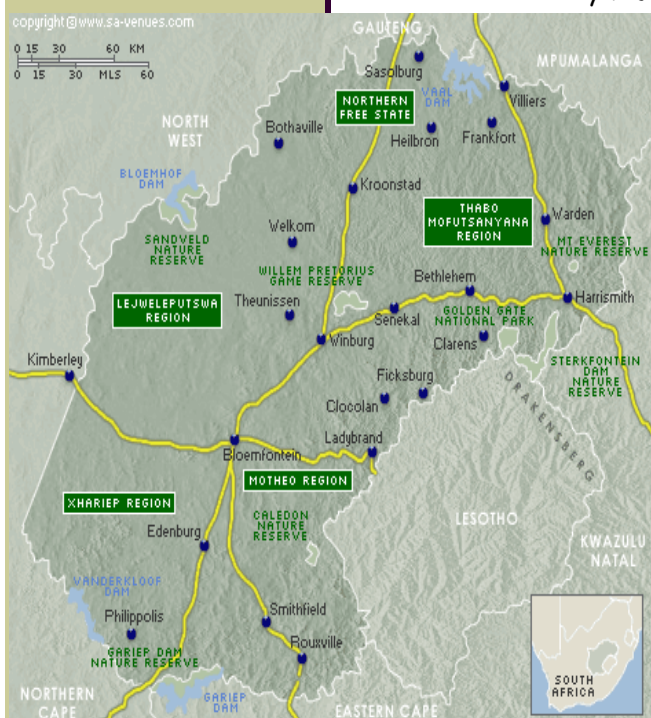 copyright@www.sa-venues.com
GAUTENG
0 15 30 60 KM
0 15 30 MLS 60
Sasolburg
MPUMALANGA
VAAL
DAM
Villiers
NORTHERN
FREE STATE
NORTH
WEST
Bothaville
Heilbron
Frankfort
BLOEMHOF
DAM
Kroonstad
THABO
MOFUTSANYANA
REGION
Warden
Welkom
SANDVELD
NATURE
RESERVE
MT EVEREST
NATURE RESERVE
WILLEM PRETORIUS
GAME RESERVE
Bethlehem
LEJWELEPUTSWA
REGION
Theunissen
Senekal
Harrismith
GOLDEN GATE
NATIONAL PARK
Winburg
Clarens
Kimberley
STERKFONTEIN
DAM
NATURE
RESERVE
Ficksburg
DRAKENSBERG
Clocolan
Ladybrand
Bloemfontein
MOTHEO REGION
XHARIEP REGION
CALEDON
NATURE
RESERVE
LESOTHO
Edenburg
KWAZULU
NATAL
VANDERKLOOF
DAM
Philippolis
Smithfield
GARIEP DAM
NATURE RESERVE
Rouxville
SOUTH
AFRICA
NORTHERN
CAPE
GARIEP
DAM
EASTERN CAPE